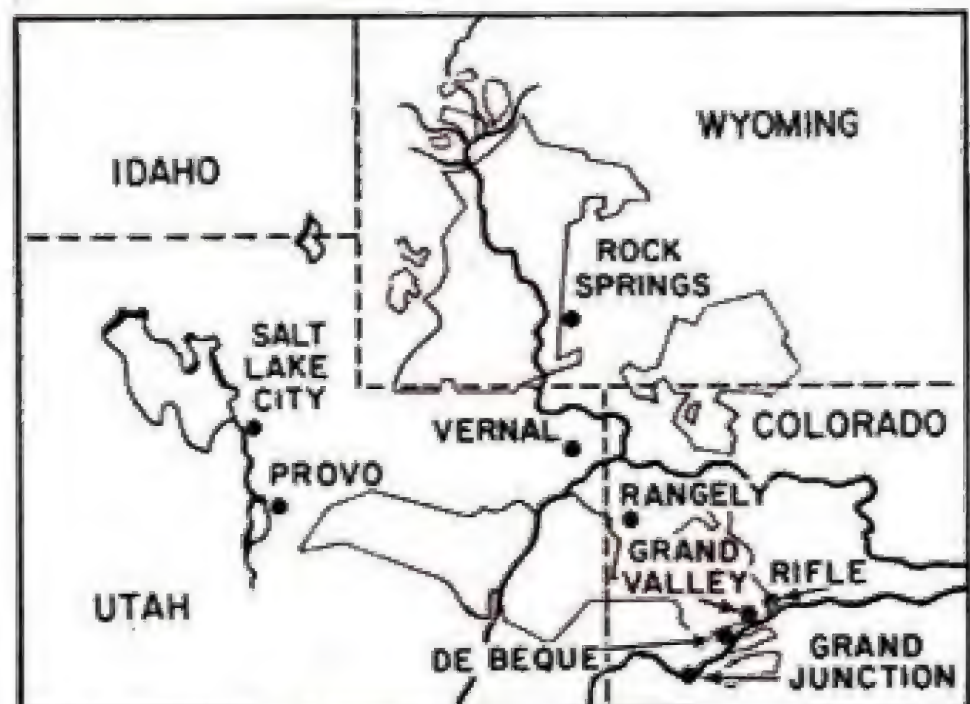 WYOMING
IDAHO
ROCK
SPRINGS
SALT
LAKE
CITY
VERNAL
COLORADO
PROVO
RANGELY
GRAND
VALLEY
RIFLE
UTAH
DE BEQUE
GRAND
JUNCTION